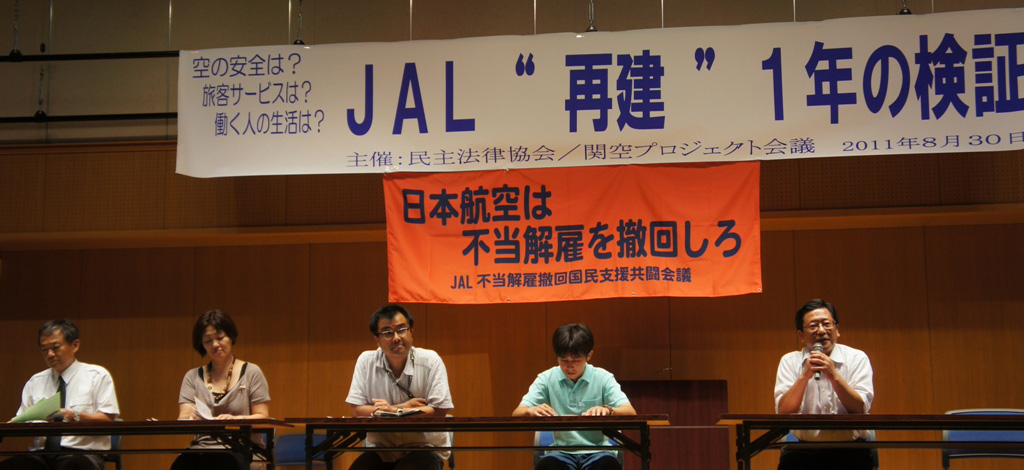 空の安全は？
旅客サービスは？
働く人の生活は？
JAL“再建”1年の検証
主催：民主法律協会／関空プロジェクト会議　2011年8月30日
日本航空は
不当解雇を撤回しろ
JAL 不当解雇撤回国民支援共闘会議